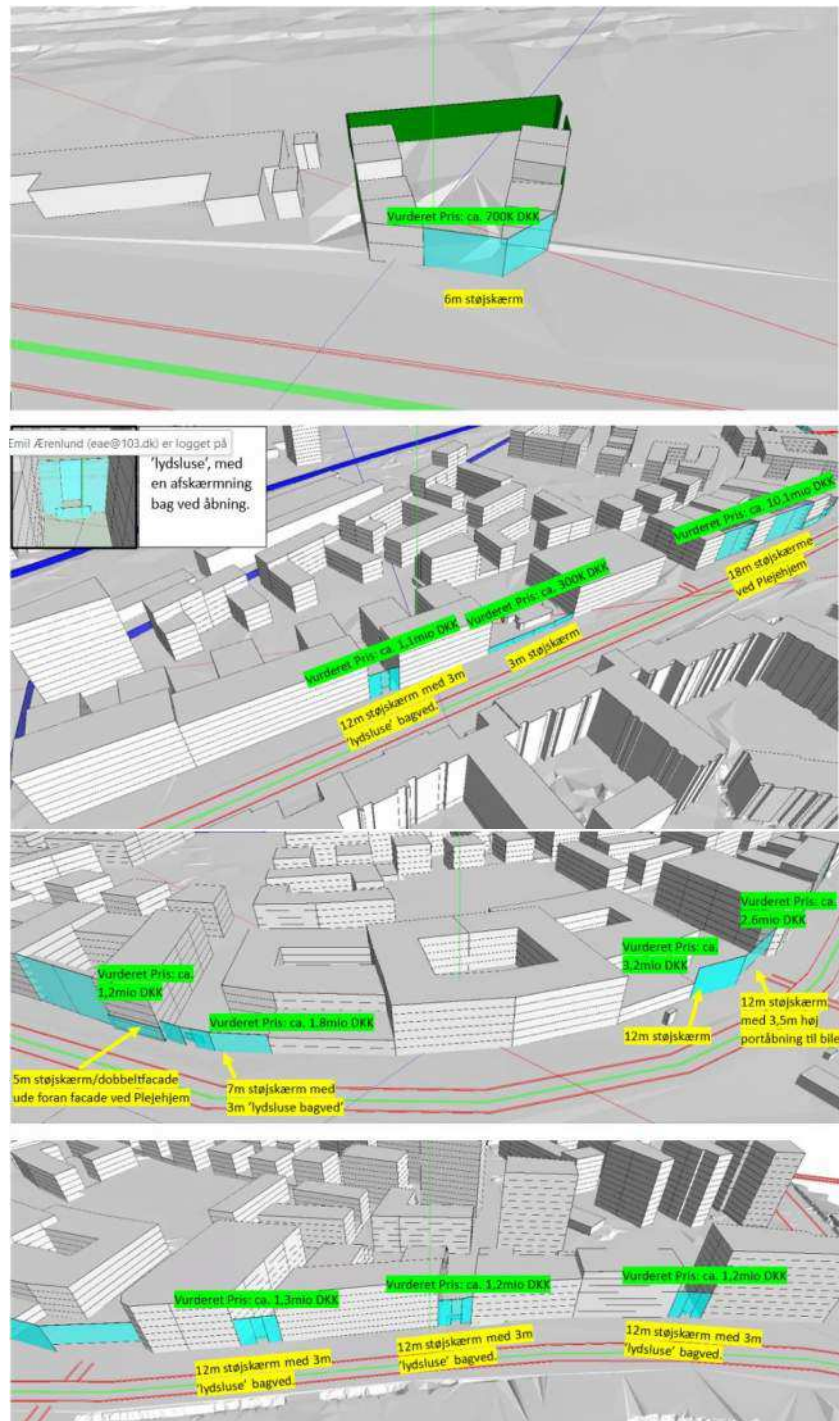 Vurderet Pris: ca. 700K DKK
6m støjskærm
Emil Ærenlund (eae@103.dk) er logget på
'lydsluse', med
en afskærmning
bag ved åbning.
Vurderet Pris: ca. 10,1mio DKK
18m støjskærme
ved Plejehjem
Vurderet Pris: ca. 300K DKK
3m støjskærm
Vurderet Pris: ca. 1,1mio DKK
12m støjskærm med 3m
'lydsluse' bagved.
Vurderet Pris: ca.
1,2mio DKK
Vurderet Pris: ca. 1.8mio DKK
Vurderet Pris: ca.
3,2mio DKK
Vurderet Pris: ca.
2.6mio DKK
5m støjskærm/dobbeltfacade
ude foran facade ved Plejehjem
7m støjskærm med
3m 'lydsluse bagved'
12m støjskærm
12m støjskærm
med 3,5m høj
portåbning til bile
Vurderet Pris: ca. 1,3mio DKK
Vurderet Pris: ca. 1,2mio DKK
Vurderet Pris: ca. 1,2mio DKK
12m støjskærm med 3m
'lydsluse' bagved.
12m støjskærm med 3m
'lydsluse' bagved.
12m støjskærm med 3m
'lydsluse' bagved.